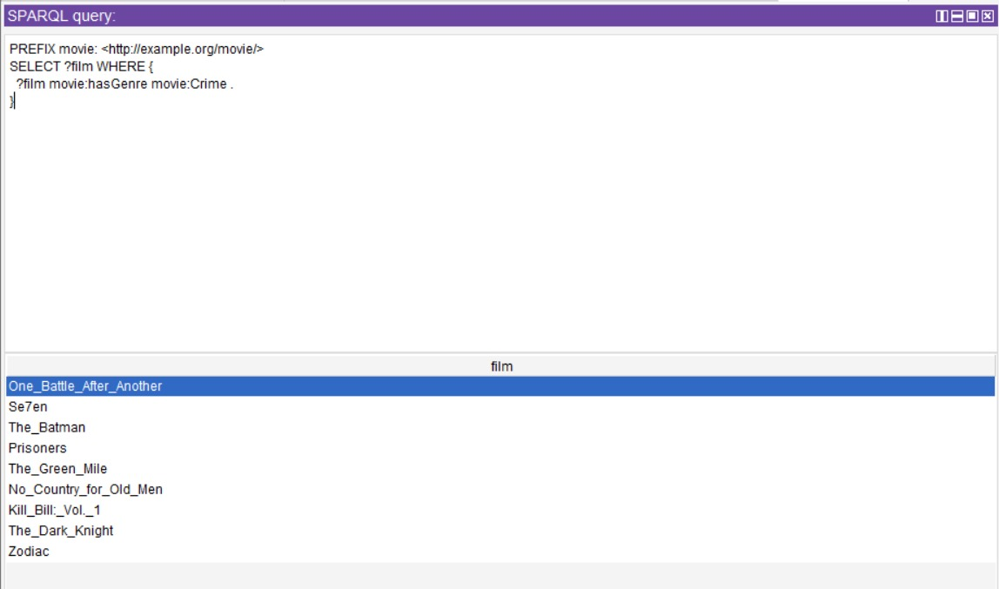 SPARQL query:
PREFIX movie: <http://example.org/movie/>
SELECT ?film WHERE {
  ?film movie:hasGenre movie:Crime .
}
film
One_Battle_After_Another
Se7en
The_Batman
Prisoners
The_Green_Mile
No_Country_for_Old_Men
Kill_Bill:_Vol._1
The_Dark_Knight
Zodiac